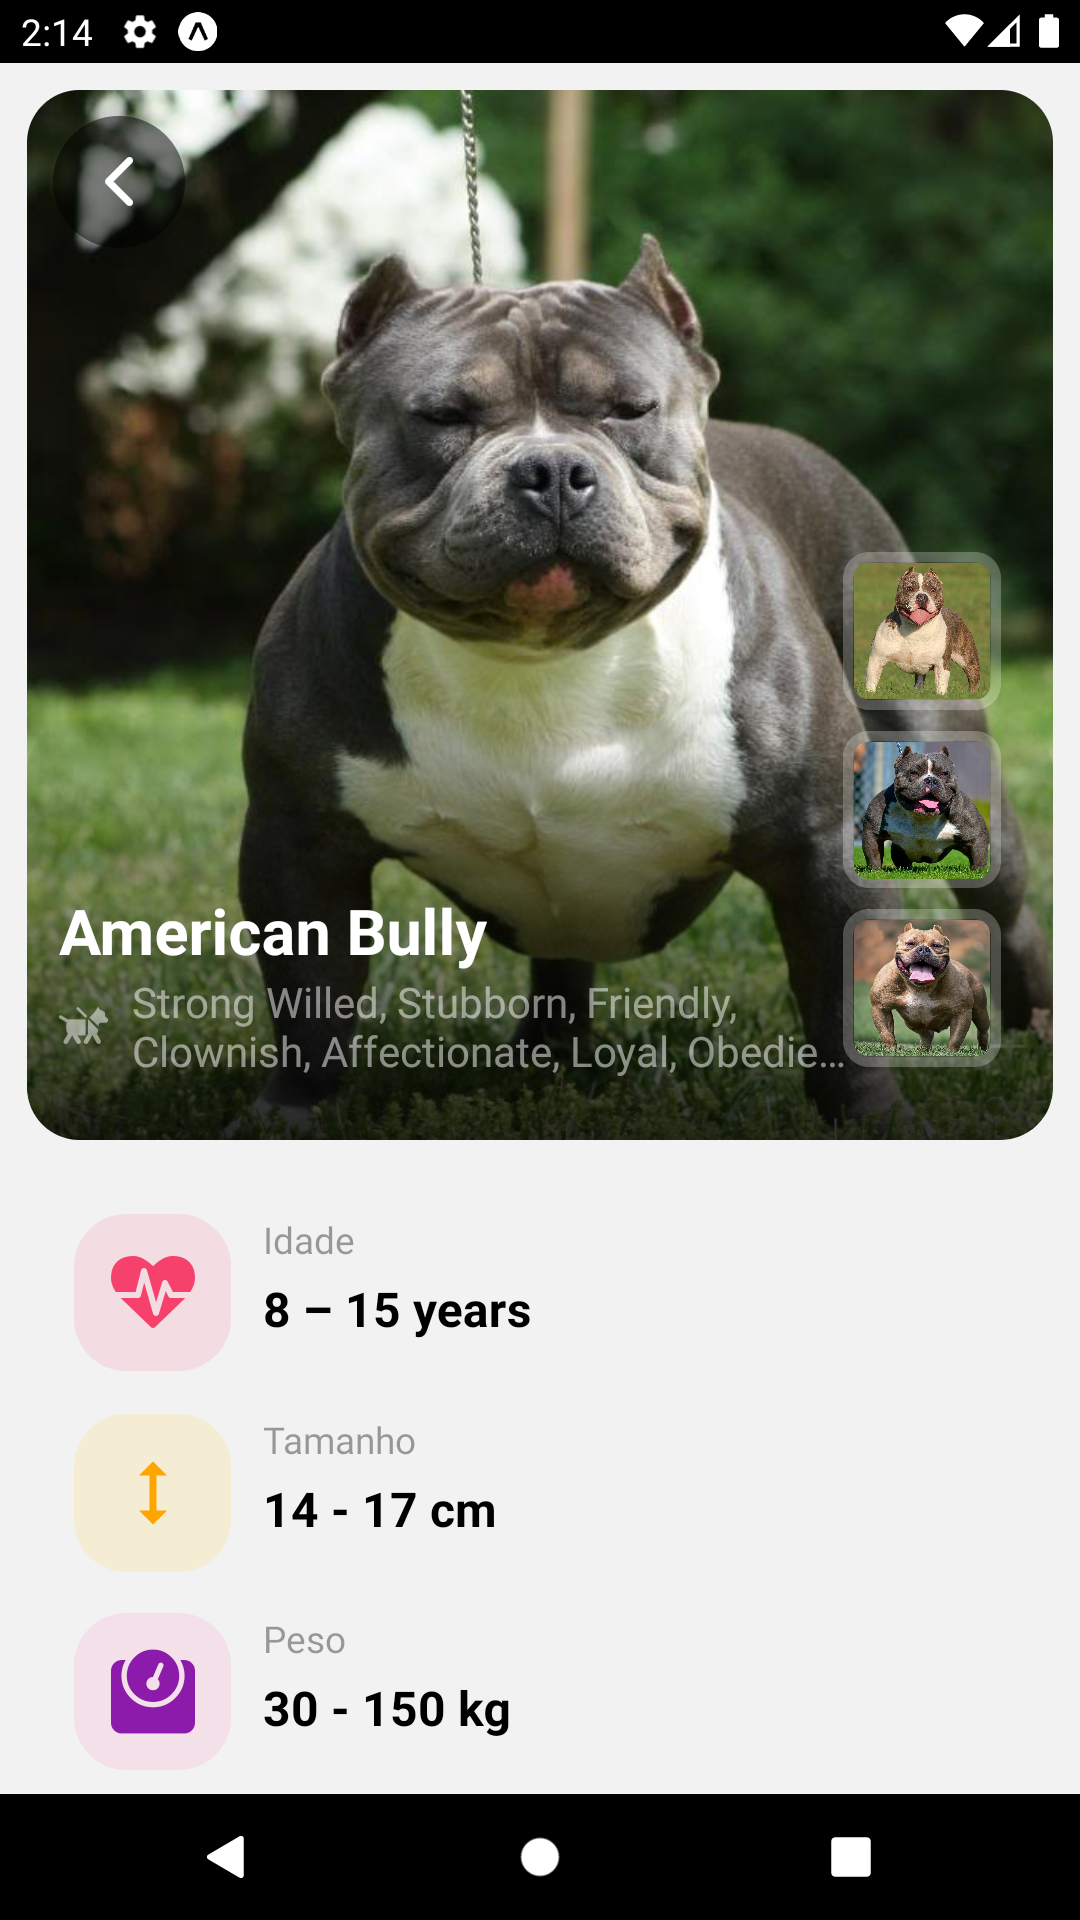 2:14
American Bully
Strong Willed, Stubborn, Friendly,
Clownish, Affectionate, Loyal, Obedie...
Idade
8 – 15 years
Tamanho
14 - 17 cm
Peso
30 - 150 kg